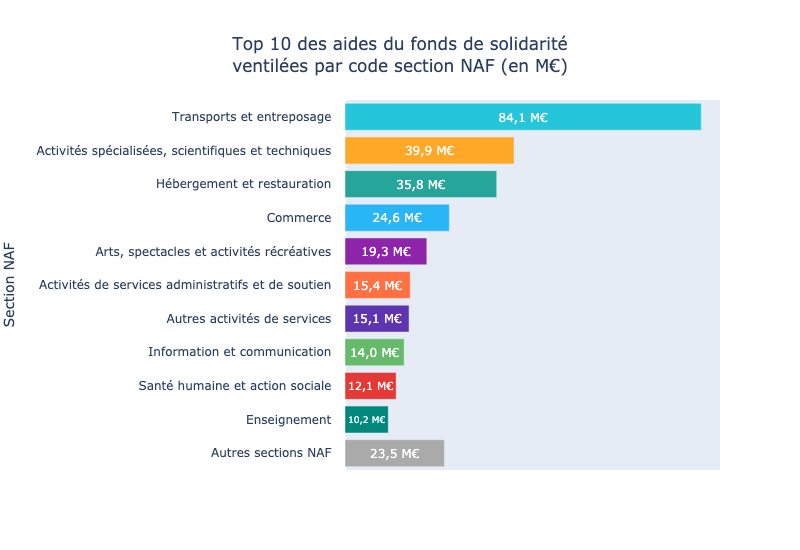 Top 10 des aides du fonds de solidarité
ventilées par code section NAF (en M€)
Section NAF
Transports et entreposage 84,1 M€
Activités spécialisées, scientifiques et techniques 39,9 M€
Hébergement et restauration 35,8 M€
Commerce 24,6 M€
Arts, spectacles et activités récréatives 19,3 M€
Activités de services administratifs et de soutien 15,4 M€
Autres activités de services 15,1 M€
Information et communication 14,0 M€
Santé humaine et action sociale 12,1 M€
Enseignement 10,2 M€
Autres sections NAF 23,5 M€